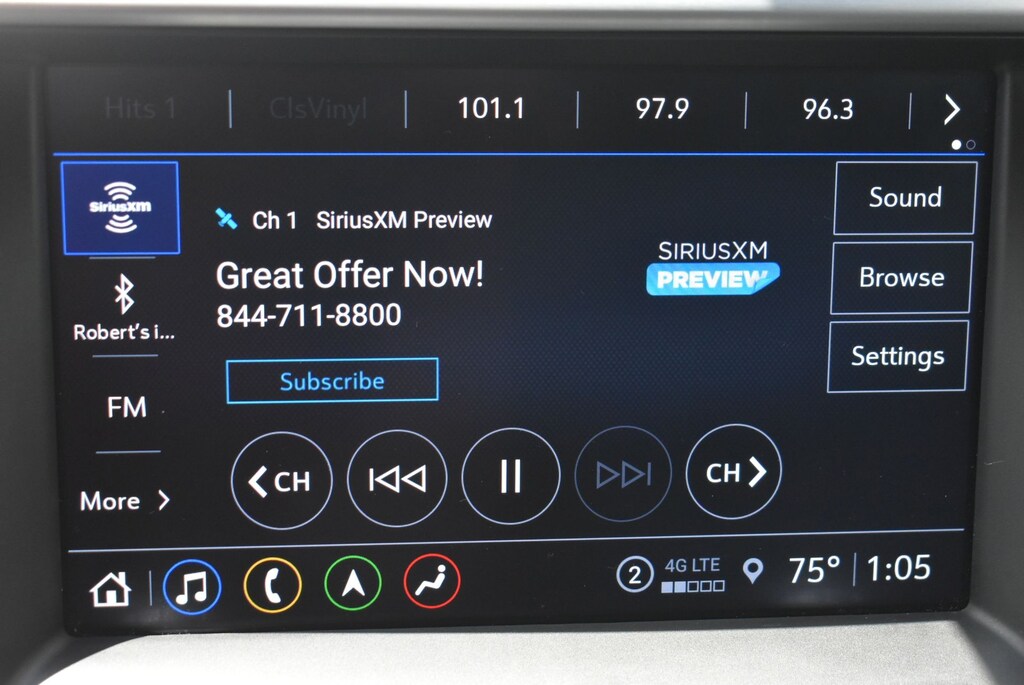 Hits 1 ClsVinyl 101.1 97.9 96.3
SiriusXM
Ch 1 SiriusXM Preview
Great Offer Now!
844-711-8800
Subscribe
SIRIUSXM
PREVIEW
Sound
Browse
Settings
Robert's i...
FM
More
CH
CH
2 4G LTE 75° 1:05